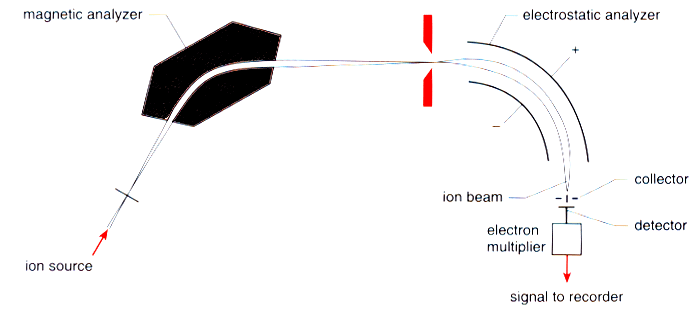 magnetic analyzer
electrostatic analyzer
+
−
ion beam
collector
detector
electron
multiplier
ion source
signal to recorder